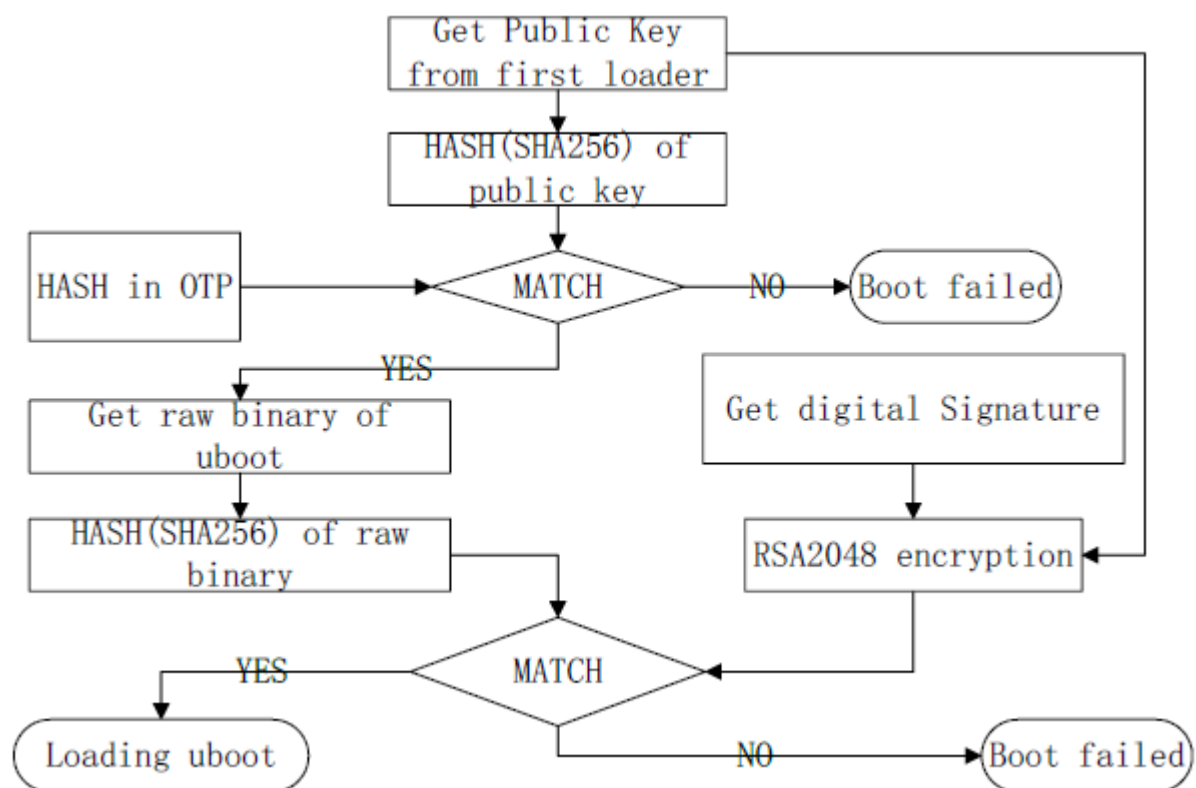 Get Public Key
from first loader
HASH(SHA256) of
public key
HASH in OTP
MATCH
NO
Boot failed
YES
Get raw binary of
uboot
Get digital Signature
HASH(SHA256) of raw
binary
RSA2048 encryption
MATCH
YES
Loading uboot
NO
Boot failed